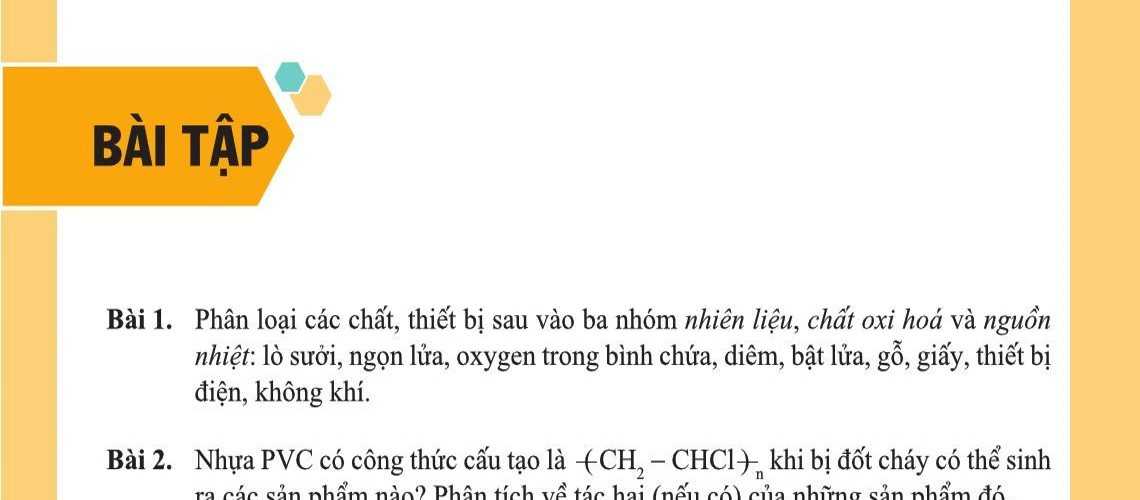 BÀI TẬP
Bài 1. Phân loại các chất, thiết bị sau vào ba nhóm nhiên liệu, chất oxi hoá và nguồn
nhiệt: lò sưởi, ngọn lửa, oxygen trong bình chứa, diêm, bật lửa, gỗ, giấy, thiết bị
điện, không khí.
Bài 2. Nhựa PVC có công thức cấu tạo là -(CH₂ – CHCl)-ₙ khi bị đốt cháy có thể sinh
ra các sản phẩm nào? Phân tích về tác hại (nếu có) của những sản phẩm đó.